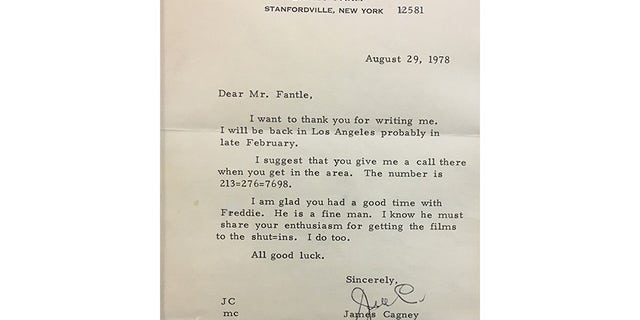 STANFORDVILLE, NEW YORK 12581
August 29, 1978
Dear Mr. Fantle,
I want to thank you for writing me.
I will be back in Los Angeles probably in
late February.
I suggest that you give me a call there
when you get in the area. The number is
213=276=7698.
I am glad you had a good time with
Freddie. He is a fine man. I know he must
share your enthusiasm for getting the films
to the shut=ins. I do too.
All good luck.
Sincerely,
JC
mc
James Cagney